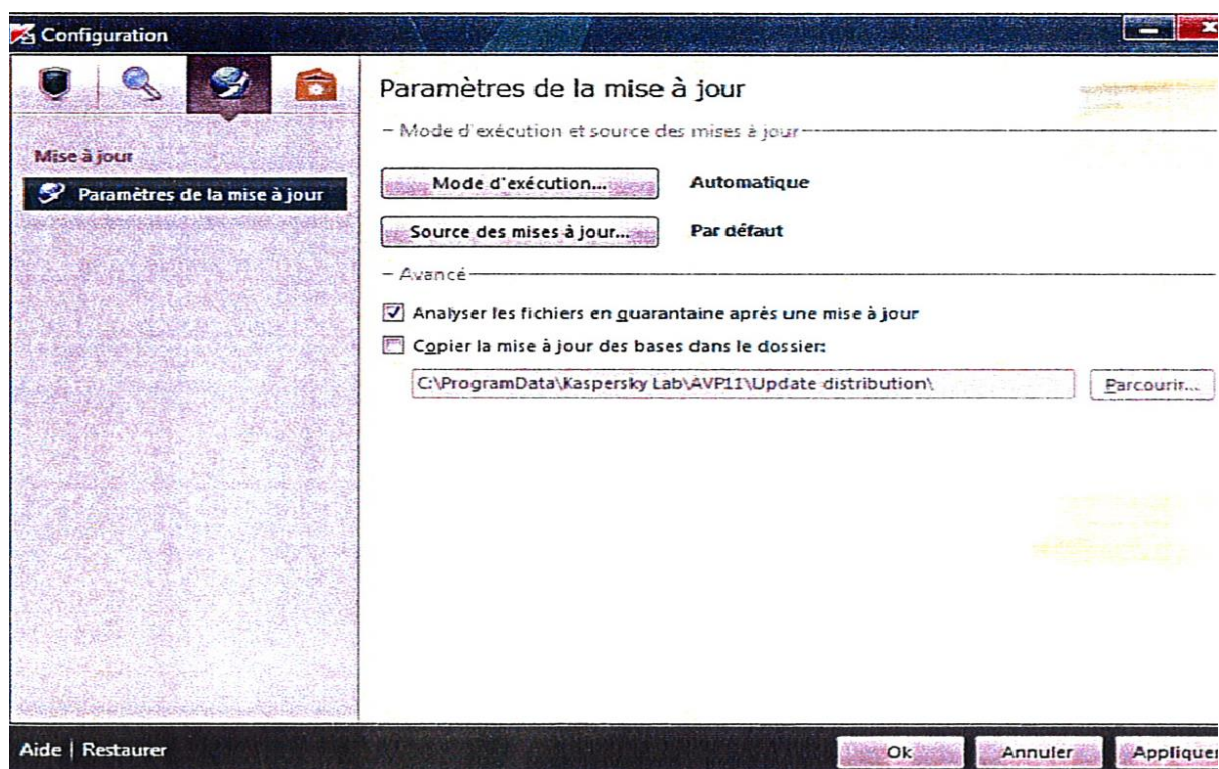 Configuration
Mise à jour
Paramètres de la mise à jour
Paramètres de la mise à jour
Mode d'exécution et source des mises à jour
Mode d'exécution... Automatique
Source des mises à jour... Par défaut
Avancé
Analyser les fichiers en quarantaine après une mise à jour
Copier la mise à jour des bases dans le dossier:
C:\ProgramData\Kaspersky Lab\AVP11\Update distribution\ Parcourir...
Aide | Restaurer
Ok Annuler Appliquer